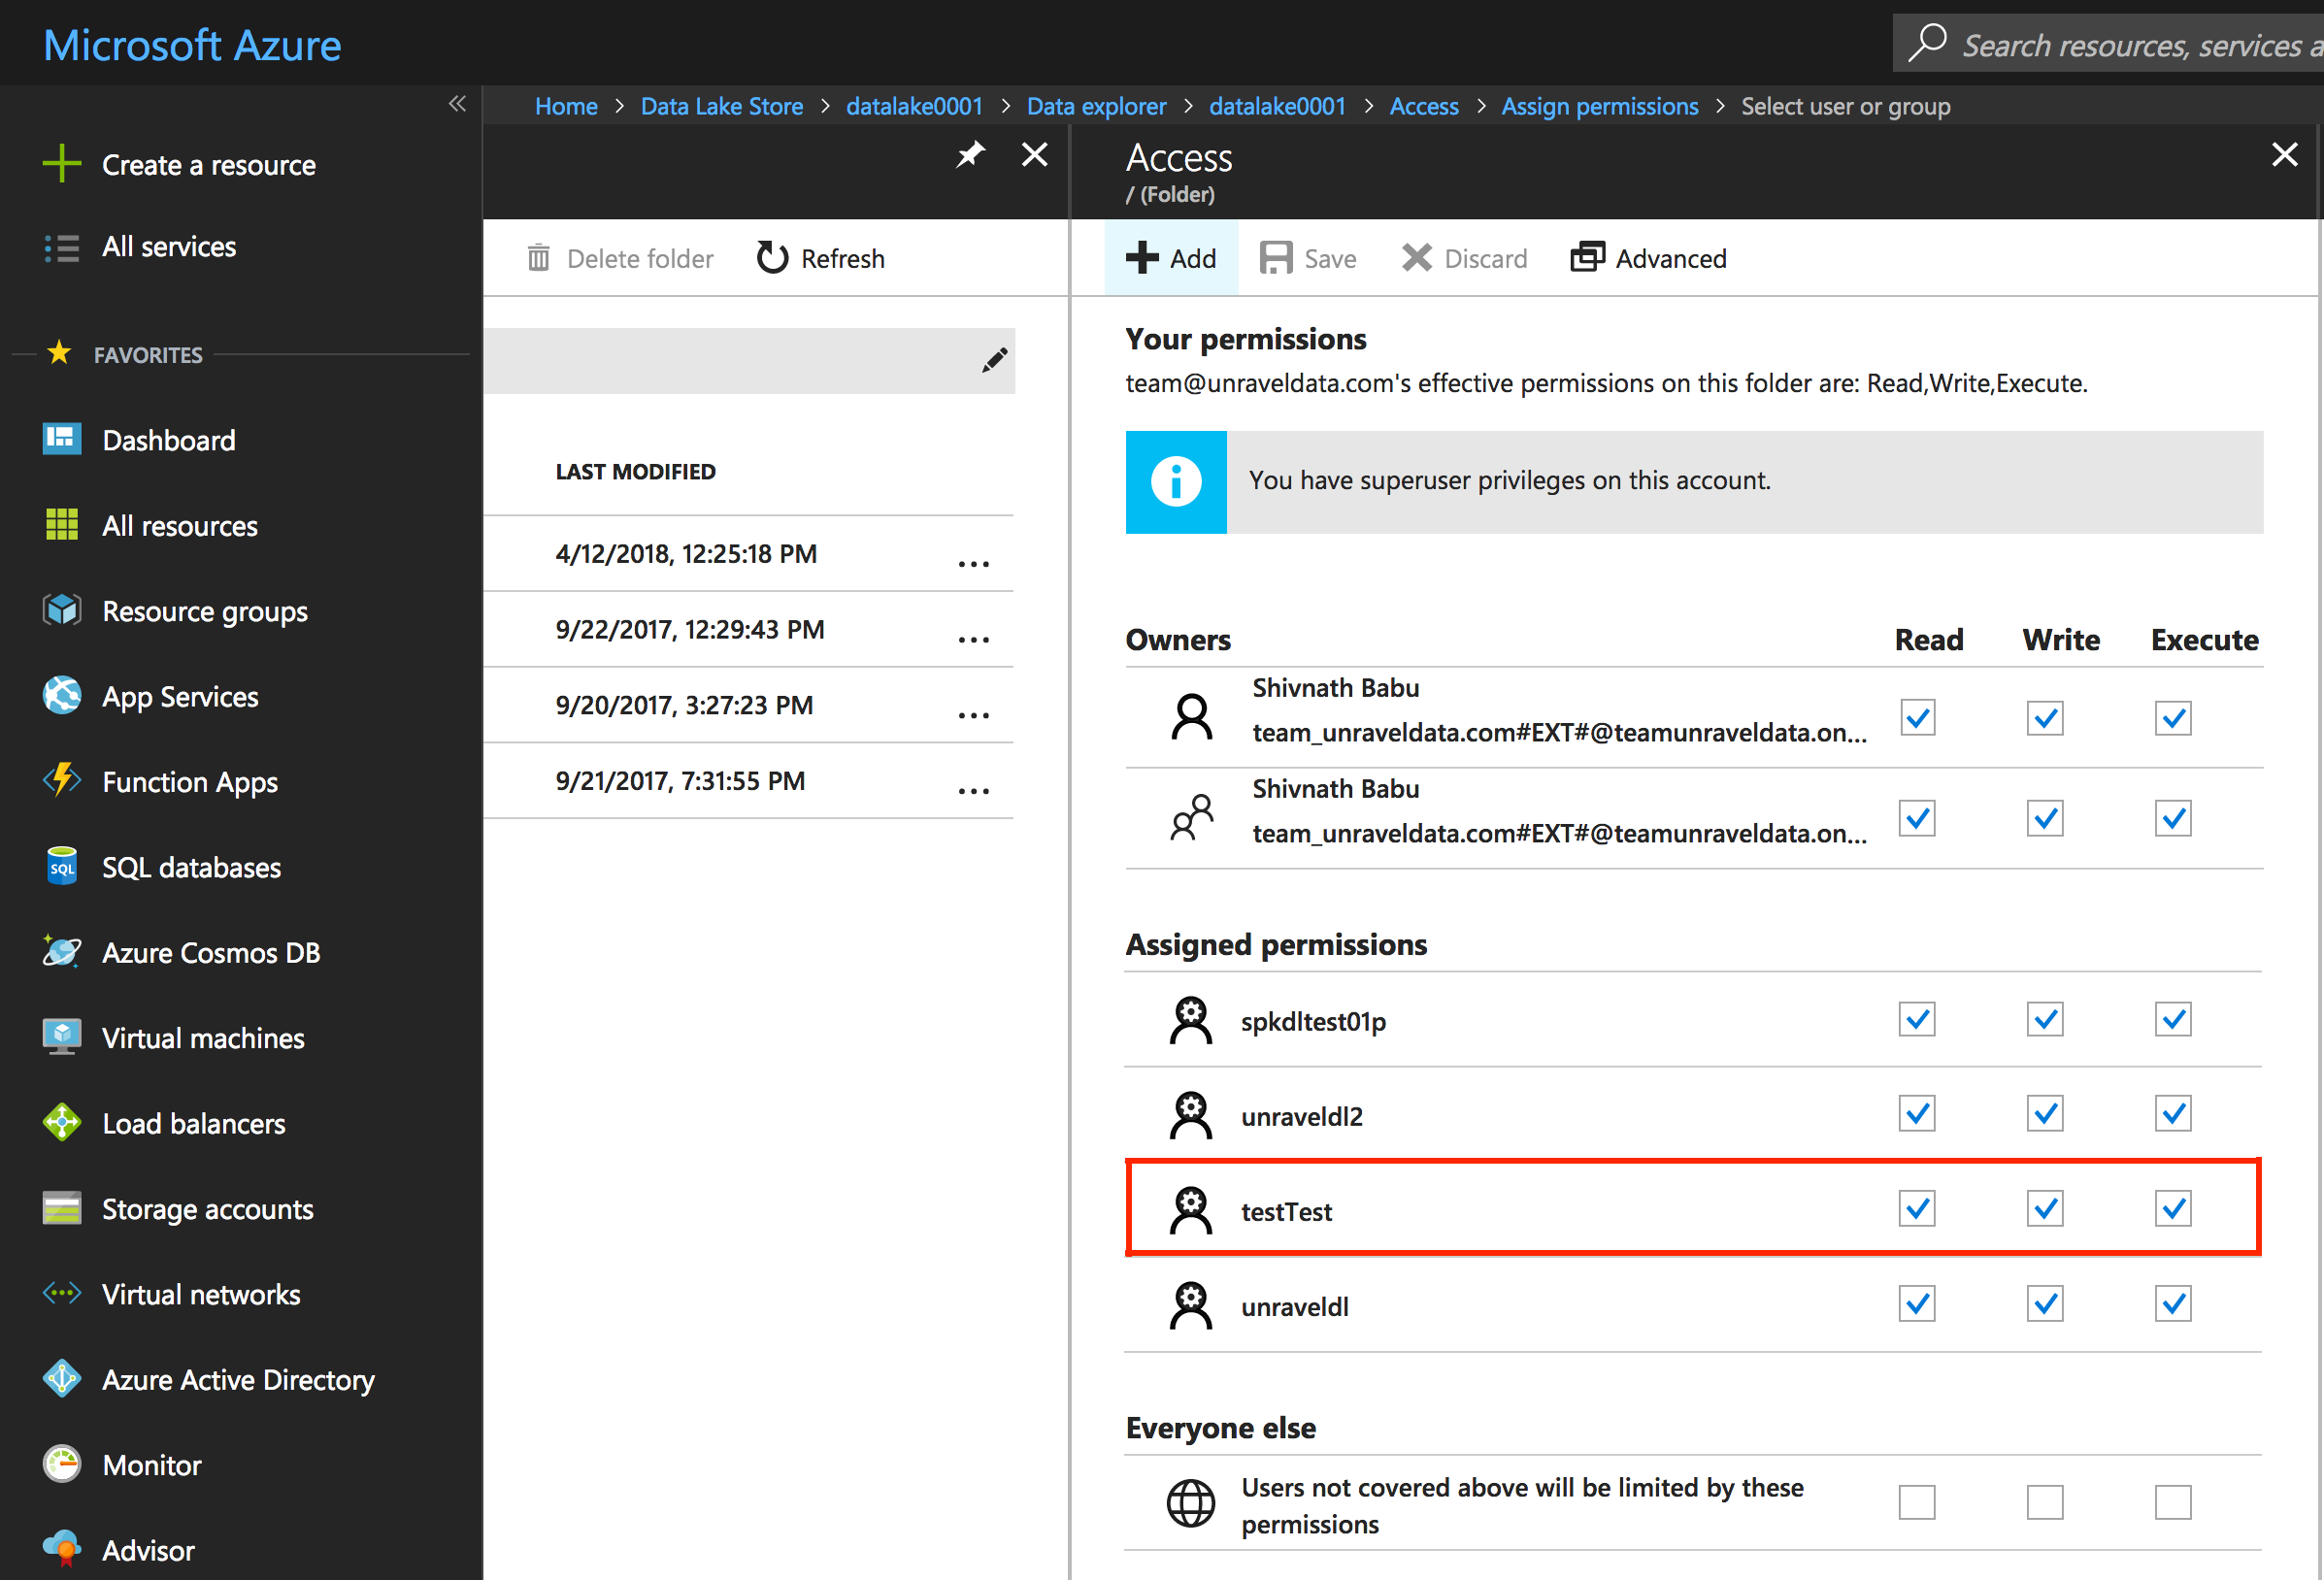 Microsoft Azure
Search resources, services a
Home > Data Lake Store > datalake0001 > Data explorer > datalake0001 > Access > Assign permissions > Select user or group
Create a resource
All services
FAVORITES
Dashboard
All resources
Resource groups
App Services
Function Apps
SQL databases
SQL
Azure Cosmos DB
Virtual machines
Load balancers
Storage accounts
Virtual networks
Azure Active Directory
Monitor
Advisor
Delete folder
Refresh
LAST MODIFIED
4/12/2018, 12:25:18 PM ...
9/22/2017, 12:29:43 PM ...
9/20/2017, 3:27:23 PM ...
9/21/2017, 7:31:55 PM ...
Access
/ (Folder)
Add Save Discard Advanced
Your permissions
team@unraveldata.com's effective permissions on this folder are: Read,Write,Execute.
You have superuser privileges on this account.
Owners Read Write Execute
Shivnath Babu
team_unraveldata.com#EXT#@teamunraveldata.on...
Shivnath Babu
team_unraveldata.com#EXT#@teamunraveldata.on...
Assigned permissions
spkdltest01p
unraveldl2
testTest
unraveldl
Everyone else
Users not covered above will be limited by these
permissions